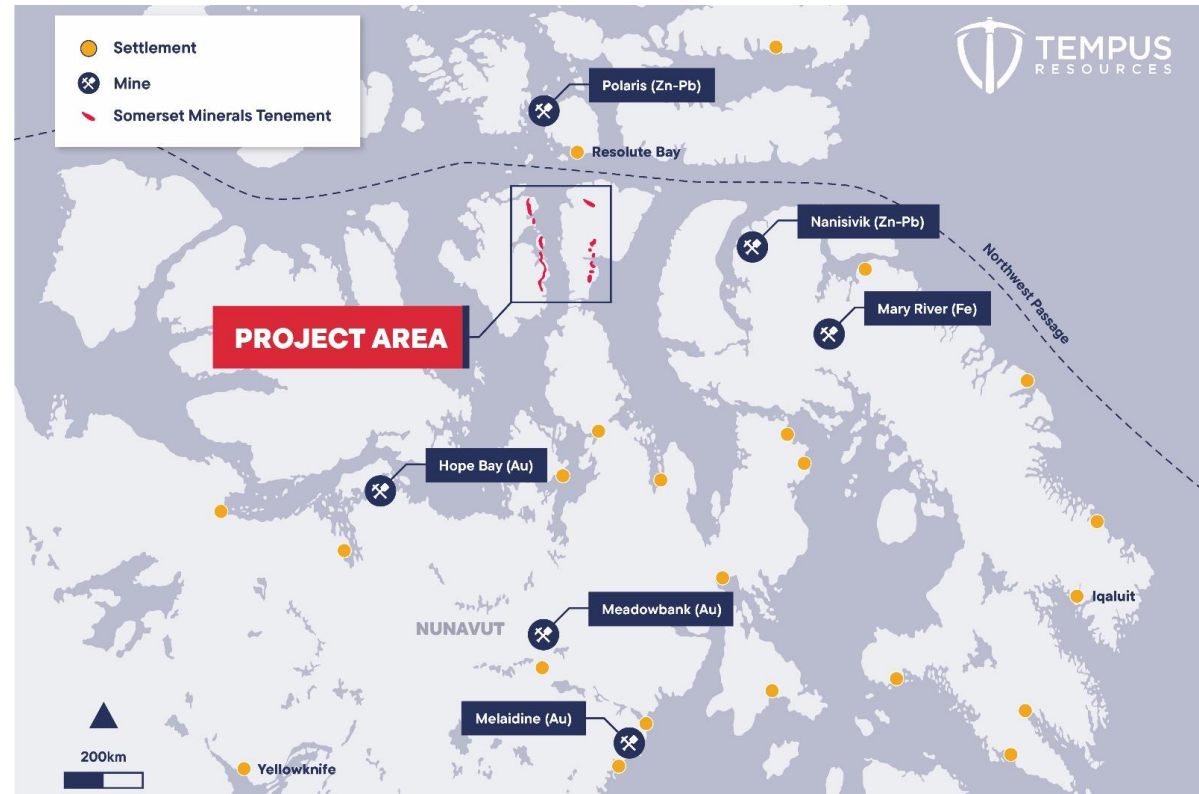 Settlement
Mine
Somerset Minerals Tenement
TEMPUS
RESOURCES
Polaris (Zn-Pb)
Resolute Bay
Nanisivik (Zn-Pb)
Northwest Passage
Mary River (Fe)
PROJECT AREA
Hope Bay (Au)
Meadowbank (Au)
Iqaluit
NUNAVUT
Melaidine (Au)
200km
Yellowknife